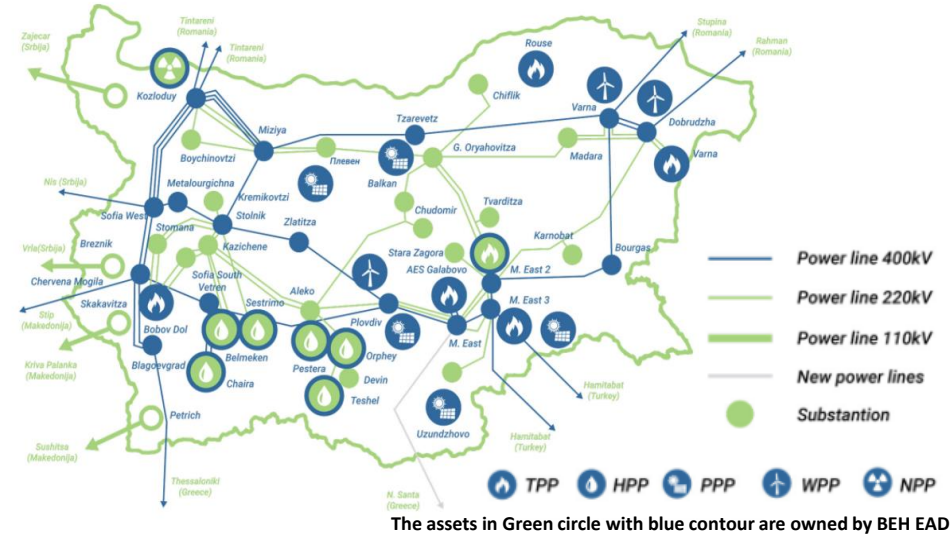 Tintareni
(Romania)
Tintareni
(Romania)
Zajecar
(Srbija)
Kozloduy
Rouse
Stupina
(Romania)
Rahman
(Romania)
Chiflik
Varna
Dobrudzha
Tzarevetz
Miziya
Boychinovtzi
Плевен
G. Oryahovitza
Madara
Varna
Balkan
Nis (Srbija)
Metalourgichna
Kremikovtzi
Sofia West
Stolnik
Zlatitza
Chudomir
Tvarditza
Stomana
Kazichene
Karnobat
Vrla(Srbija)
Breznik
Stara Zagora
AES Galabovo
M. East 2
Bourgas
Chervena Mogila
Sofia South
Vetren
Sestrimo
Aleko
Skakavitza
M. East 3
Stip
(Makedonija)
Bobov Dol
Plovdiv
M. East
Kriva Palanka
(Makedonija)
Blagoevgrad
Belmeken
Chaira
Pestera
Orphey
Devin
Teshel
Hamitabat
(Turkey)
Uzundzhovo
Hamitabat
(Turkey)
Petrich
Sushitsa
(Makedonija)
Thessalonikt
(Greece)
N. Santa
(Greece)
Power line 400kV
Power line 220kV
Power line 110kV
New power lines
Substantion
TPP
HPP
PPP
WPP
NPP
The assets in Green circle with blue contour are owned by BEH EAD